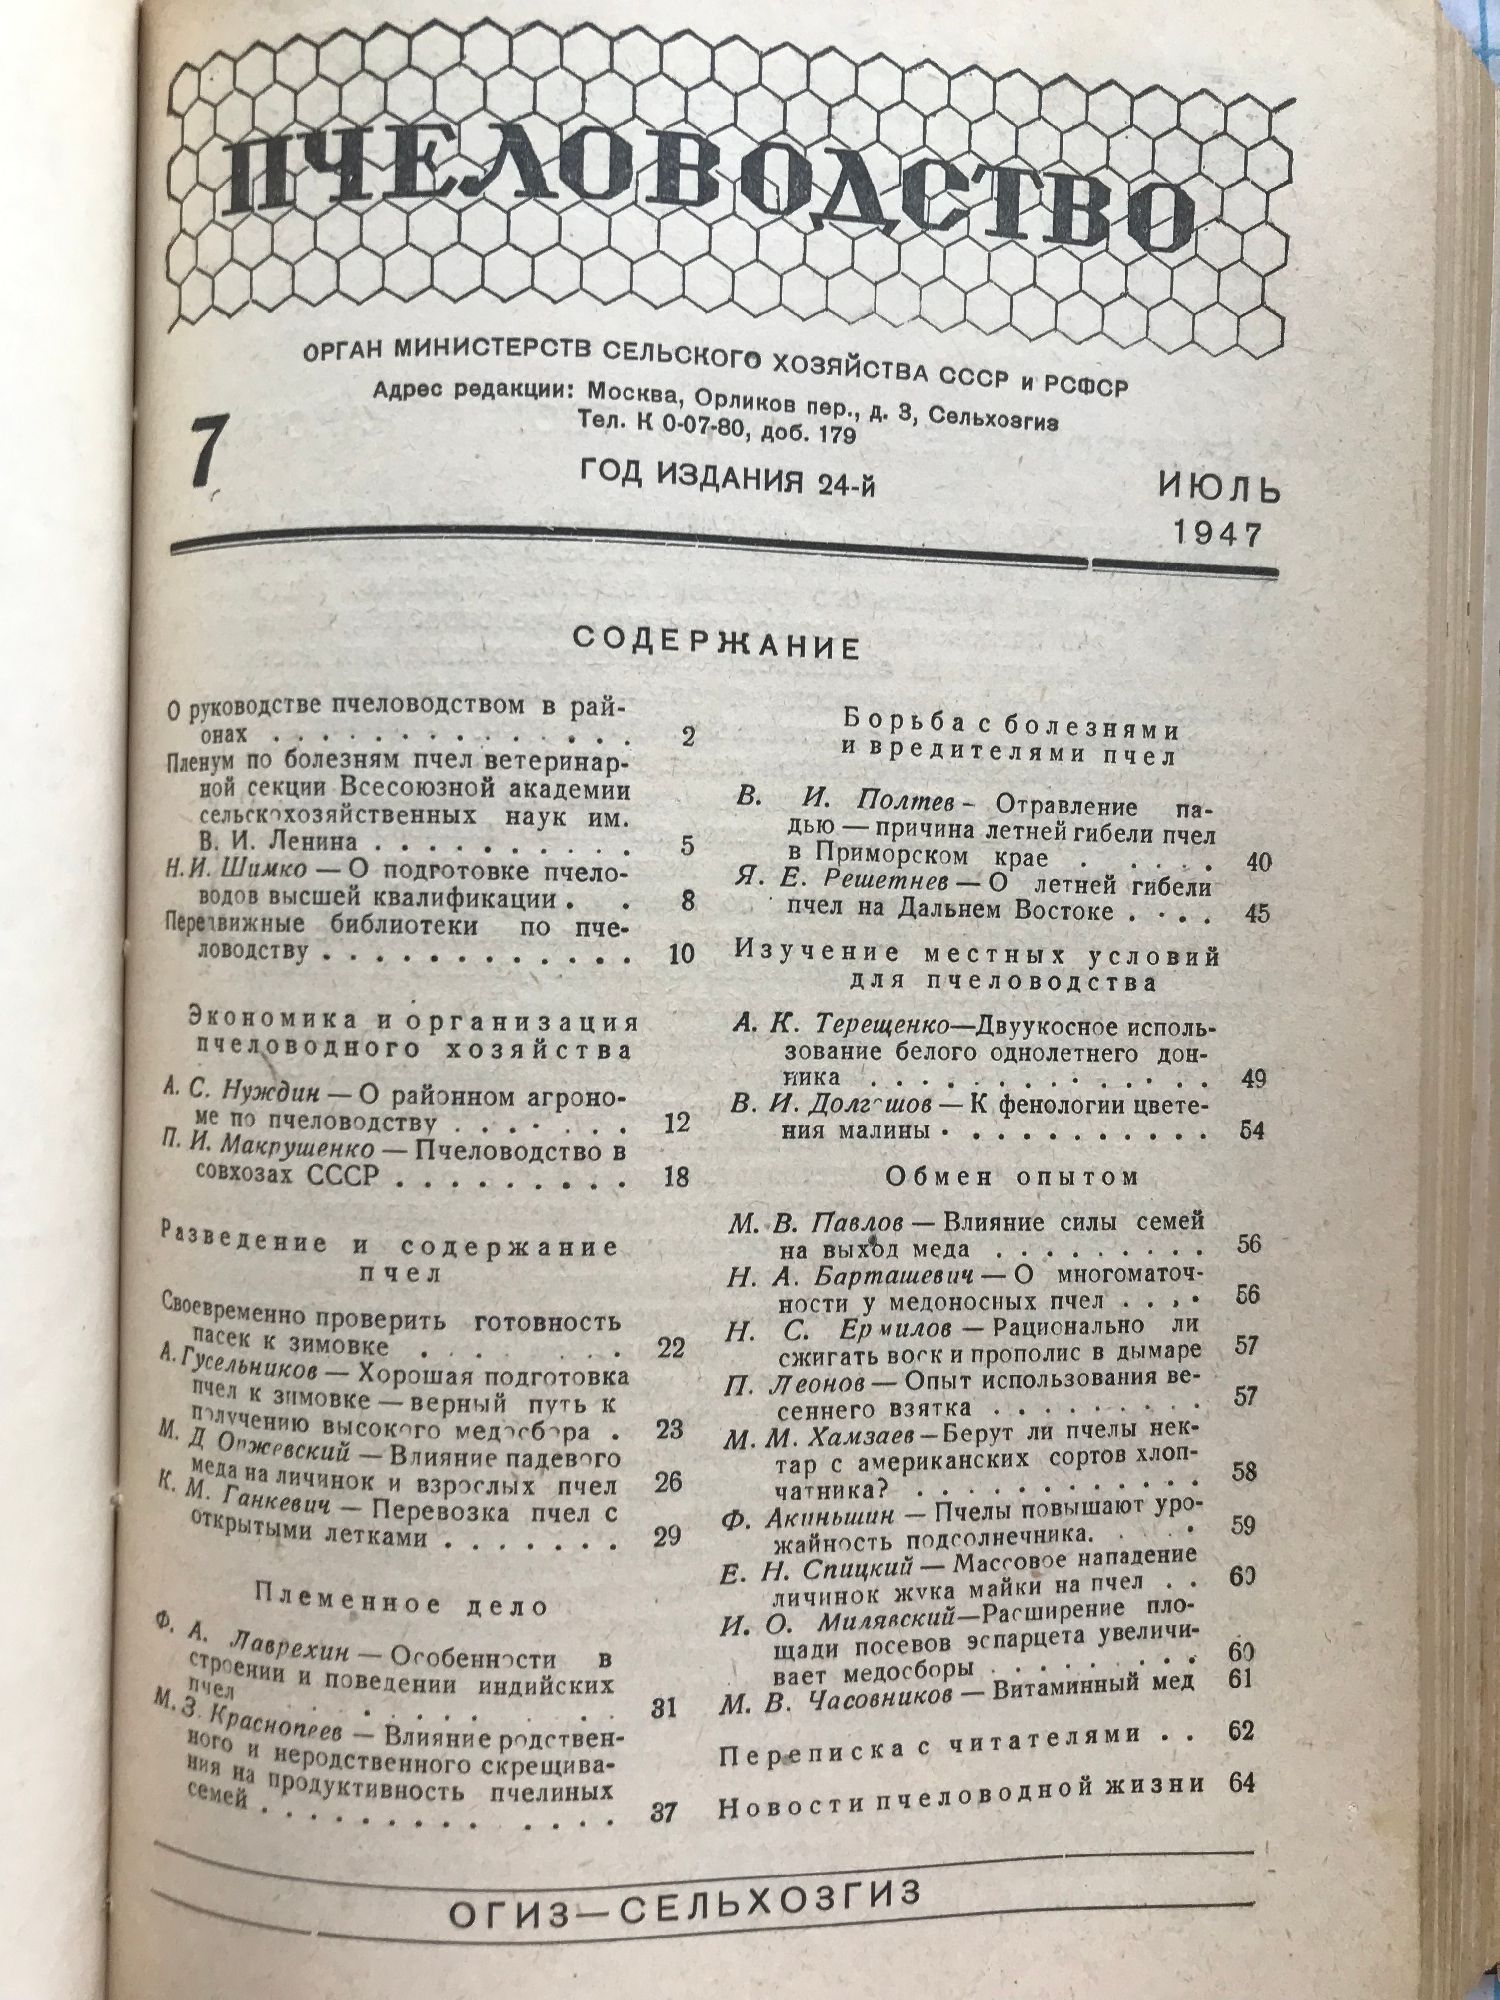 ПЧЕЛОВОДСТВО
ОРГАН МИНИСТЕРСТВ СЕЛЬСКОГО ХОЗЯЙСТВА СССР и РСФСР
Адрес редакции: Москва, Орликов пер., д. 3, Сельхозгиз
Тел. К 0-07-80, доб. 179
7
ГОД ИЗДАНИЯ 24-й
ИЮЛЬ
1947
СОДЕРЖАНИЕ
О руководстве пчеловодством в рай-
онах . . . . . . . . . . . . . . 2
Пленум по болезням пчел ветеринар-
ной секции Всесоюзной академии
сельскохозяйственных наук им.
В. И. Ленина . . . . . . . . . . 5
Н. И. Шимко — О подготовке пчело-
водов высшей квалификации . . 8
Передвижные библиотеки по пче-
ловодству . . . . . . . . . . . . 10
Экономика и организация
пчеловодного хозяйства
А. С. Нуждин — О районном агроно-
ме по пчеловодству . . . . . . . 12
П. И. Макрушенко — Пчеловодство в
совхозах СССР . . . . . . . . . 18
Разведение и содержание
пчел
Своевременно проверить готовность
пасек к зимовке . . . . . . 22
А. Гусельников — Хорошая подготовка
пчел к зимовке — верный путь к
получению высокого медосбора . 23
М. Д. Оржевский — Влияние падевого
меда на личинок и взрослых пчел 26
К. М. Ганкевич — Перевозка пчел с
открытыми летками . . . . . . . 29
Племенное дело
Ф. А. Лаврехин — Особенности в
строении и поведении индийских
пчел . . . . . . . . . . 31
М. З. Краснопеев — Влияние родствен-
ного и неродственного скрещива-
ния на продуктивность пчелиных
семей . . . . . . . . . . . . . 37
Борьба с болезнями
и вредителями пчел
В. И. Полтев – Отравление па-
дью — причина летней гибели пчел
в Приморском крае . . . . . 40
Я. Е. Решетнев — О летней гибели
пчел на Дальнем Востоке . . . . 45
Изучение местных условий
для пчеловодства
А. К. Терещенко—Двуукосное исполь-
зование белого однолетнего дон-
ника . . . . . . . . . . . . . . 49
В. И. Долгошов — К фенологии цвете-
ния малины . . . . . . . . . . . 54
Обмен опытом
М. В. Павлов — Влияние силы семей
на выход меда . . . . . . . . . 56
Н. А. Барташевич — О многоматоч-
ности у медоносных пчел . . . . 56
Н. С. Ермилов — Рационально ли
сжигать воск и прополис в дымаре 57
П. Леонов — Опыт использования ве-
сеннего взятка . . . . . . . . . 57
М. М. Хамзаев — Берут ли пчелы нек-
тар с американских сортов хлоп-
чатника? . . . . . . . . . . . . 58
Ф. Акиньшин — Пчелы повышают уро-
жайность подсолнечника. . . 59
Е. Н. Спицкий — Массовое нападение
личинок жука майки на пчел . . 60
И. О. Милявский—Расширение пло-
щади посевов эспарцета увеличи-
вает медосборы . . . . . . . . . 60
М. В. Часовников — Витаминный мед 61
Переписка с читателями . . 62
Новости пчеловодной жизни 64
ОГИЗ—СЕЛЬХОЗГИЗ